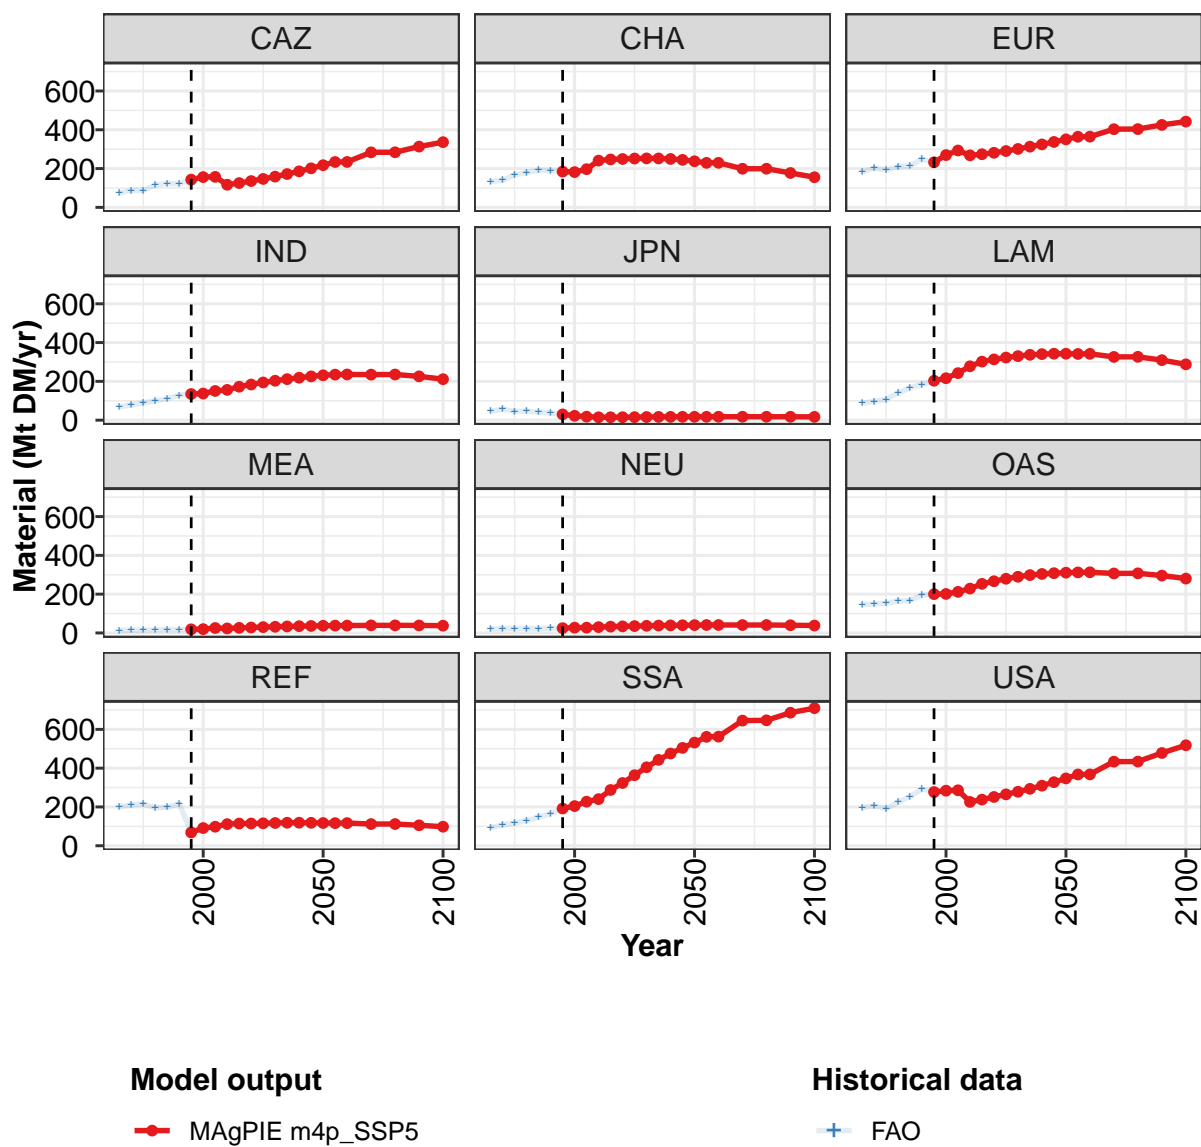 CAZ CHA EUR
600
400
200
0
IND JPN LAM
600
400
200
0
MEA NEU OAS
600
400
200
0
REF SSA USA
600
400
200
0
2000 2050 2100 2000 2050 2100 2000 2050 2100
Material (Mt DM/yr)
Year
Model output Historical data
MAgPIE m4p_SSP5 FAO